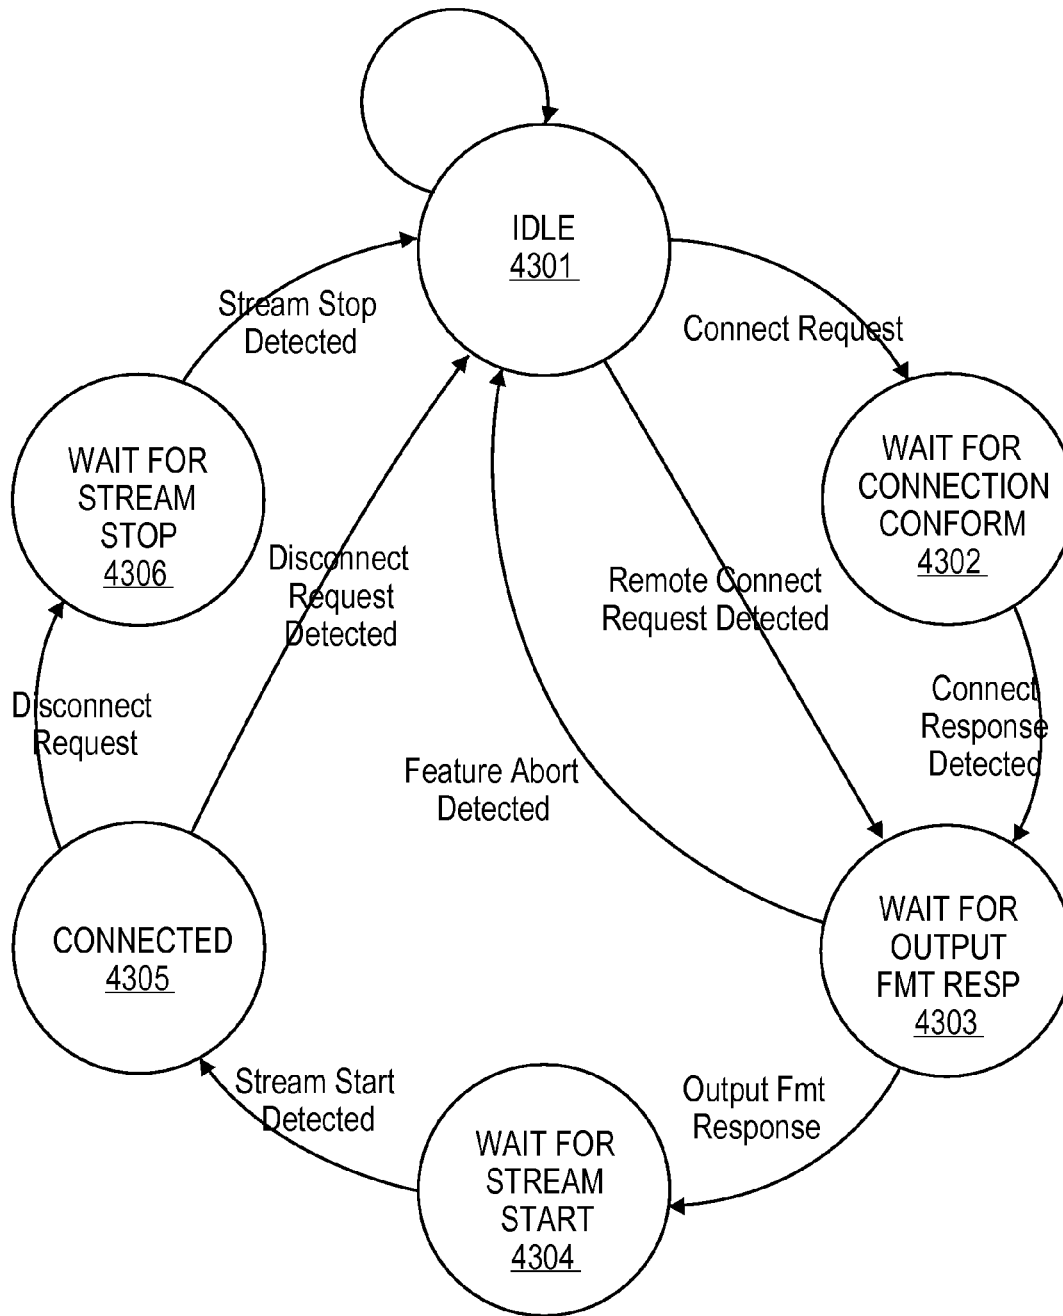 IDLE
4301
Stream Stop
Detected
Connect Request
WAIT FOR
STREAM
STOP
4306
WAIT FOR
CONNECTION
CONFORM
4302
Disconnect
Request
Detected
Remote Connect
Request Detected
Disconnect
Request
Connect
Response
Detected
Feature Abort
Detected
CONNECTED
4305
WAIT FOR
OUTPUT
FMT RESP
4303
Stream Start
Detected
Output Fmt
Response
WAIT FOR
STREAM
START
4304